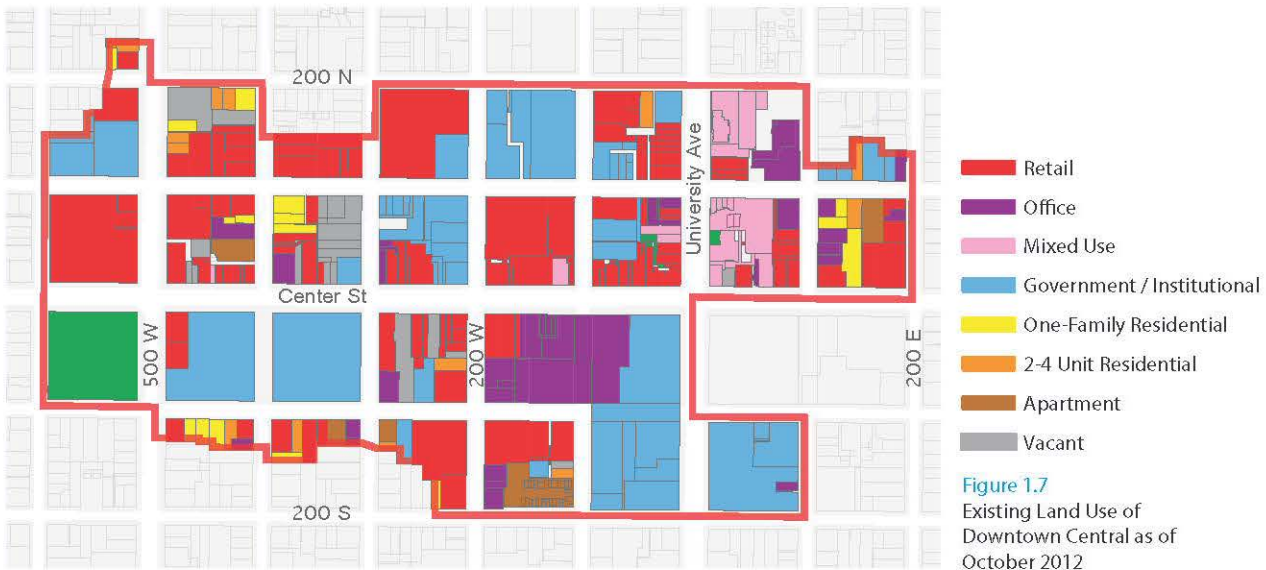 200 N
University Ave
Center St
500 W
200 W
200 E
200 S
Retail
Office
Mixed Use
Government / Institutional
One-Family Residential
2-4 Unit Residential
Apartment
Vacant
Figure 1.7
Existing Land Use of
Downtown Central as of
October 2012